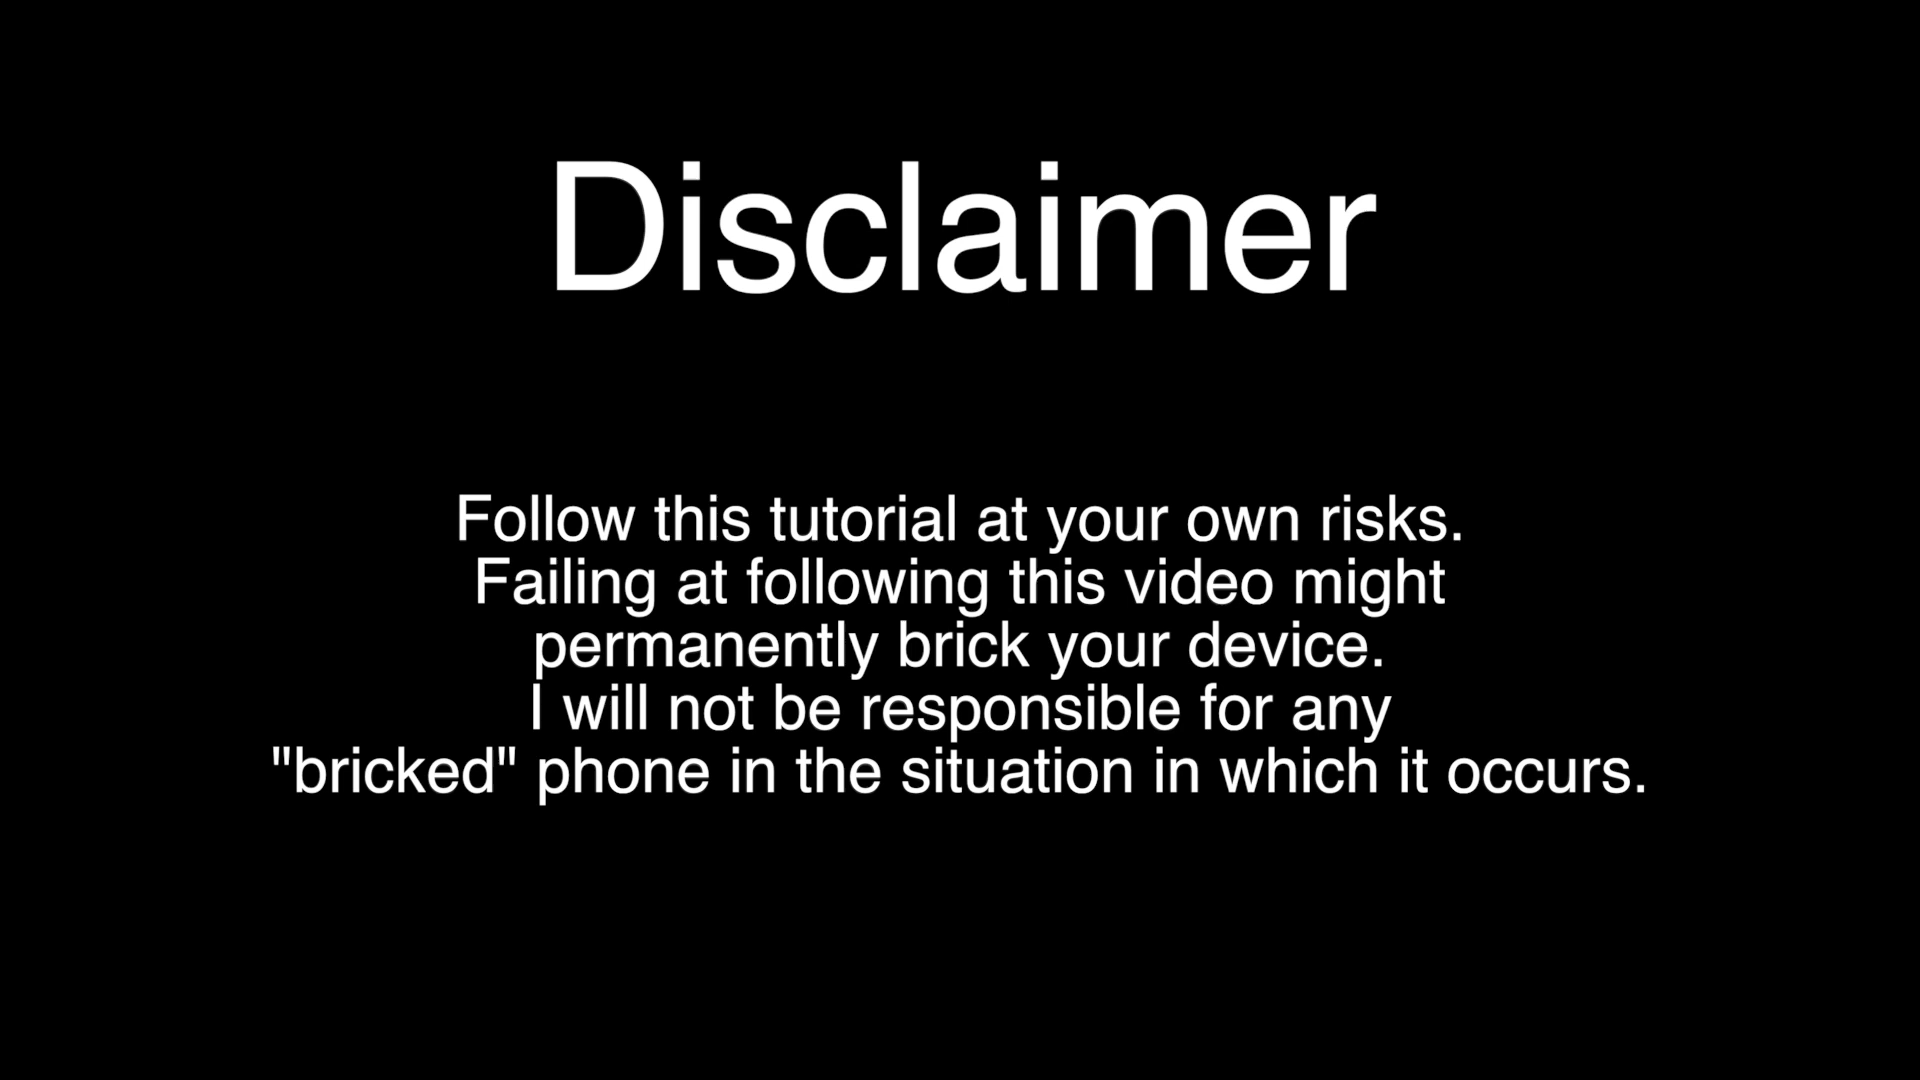 Disclaimer
Follow this tutorial at your own risks.
Failing at following this video might
permanently brick your device.
I will not be responsible for any
"bricked" phone in the situation in which it occurs.